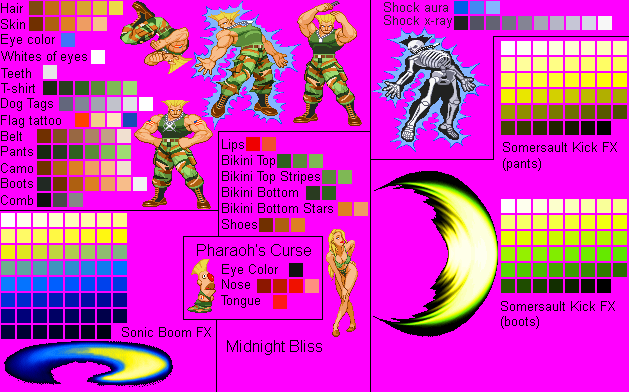 Hair
Skin
Eye color
Whites of eyes
Teeth
T-shirt
Dog Tags
Flag tattoo
Belt
Pants
Camo
Boots
Comb
Sonic Boom FX
Lips
Bikini Top
Bikini Top Stripes
Bikini Bottom
Bikini Bottom Stars
Shoes
Pharaoh's Curse
Eye Color
Nose
Tongue
Midnight Bliss
Shock aura
Shock x-ray
Somersault Kick FX
(pants)
Somersault Kick FX
(boots)